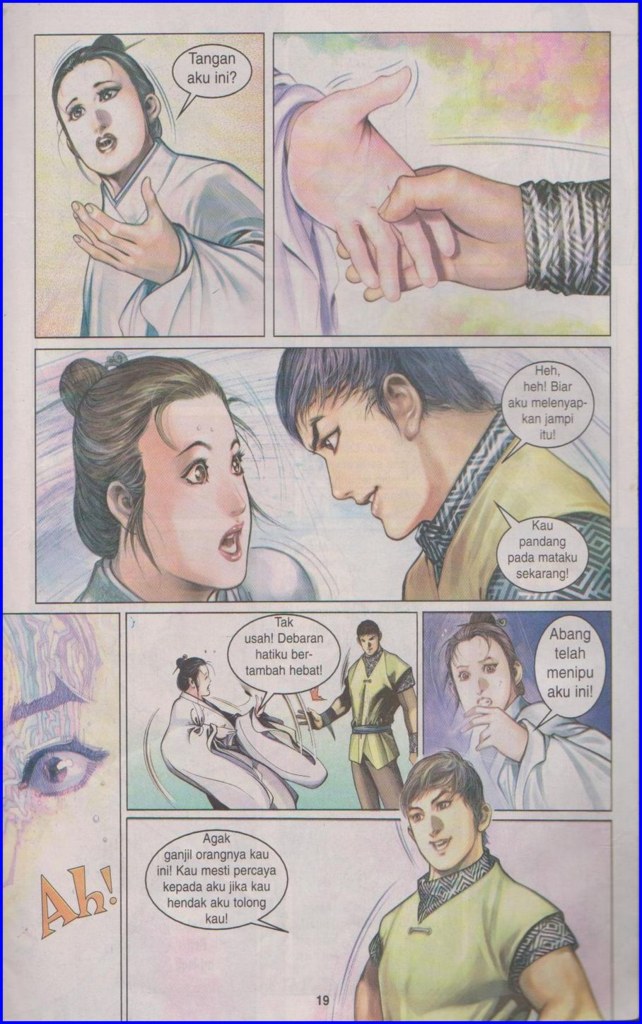 Tangan
aku ini?
Heh,
heh! Biar
aku melenyap-
kan jampi
itu!
Kau
pandang
pada mataku
sekarang!
Tak
usah! Debaran
hatiku ber-
tambah hebat!
Abang
telah
menipu
aku ini!
Ah!
Agak
ganjil orangnya kau
ini! Kau mesti percaya
kepada aku jika kau
hendak aku tolong
kau!
19